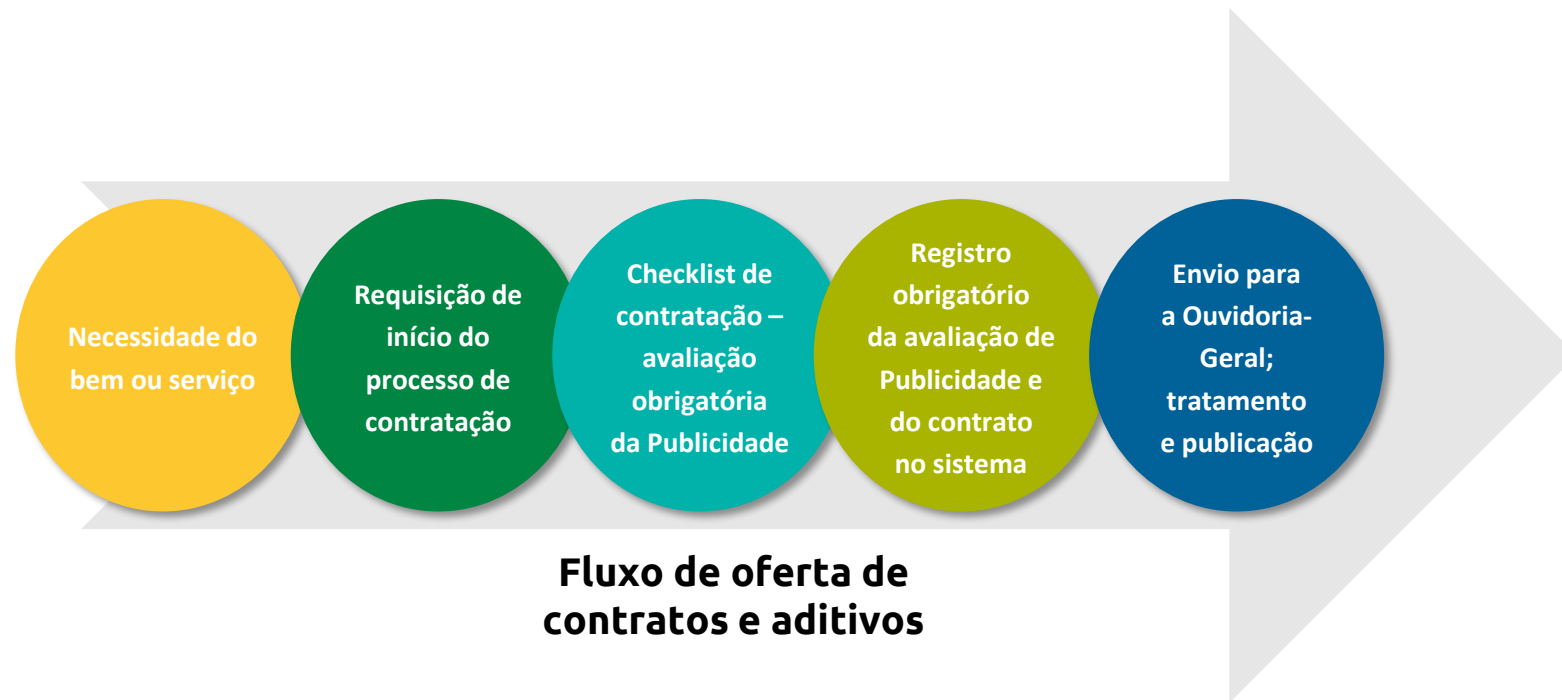 Necessidade do
bem ou serviço
Requisição de
início do
processo de
contratação
Checklist de
contratação –
avaliação
obrigatória
da Publicidade
Registro
obrigatório
da avaliação de
Publicidade e
do contrato
no sistema
Envio para
a Ouvidoria-
Geral;
tratamento
e publicação
Fluxo de oferta de
contratos e aditivos